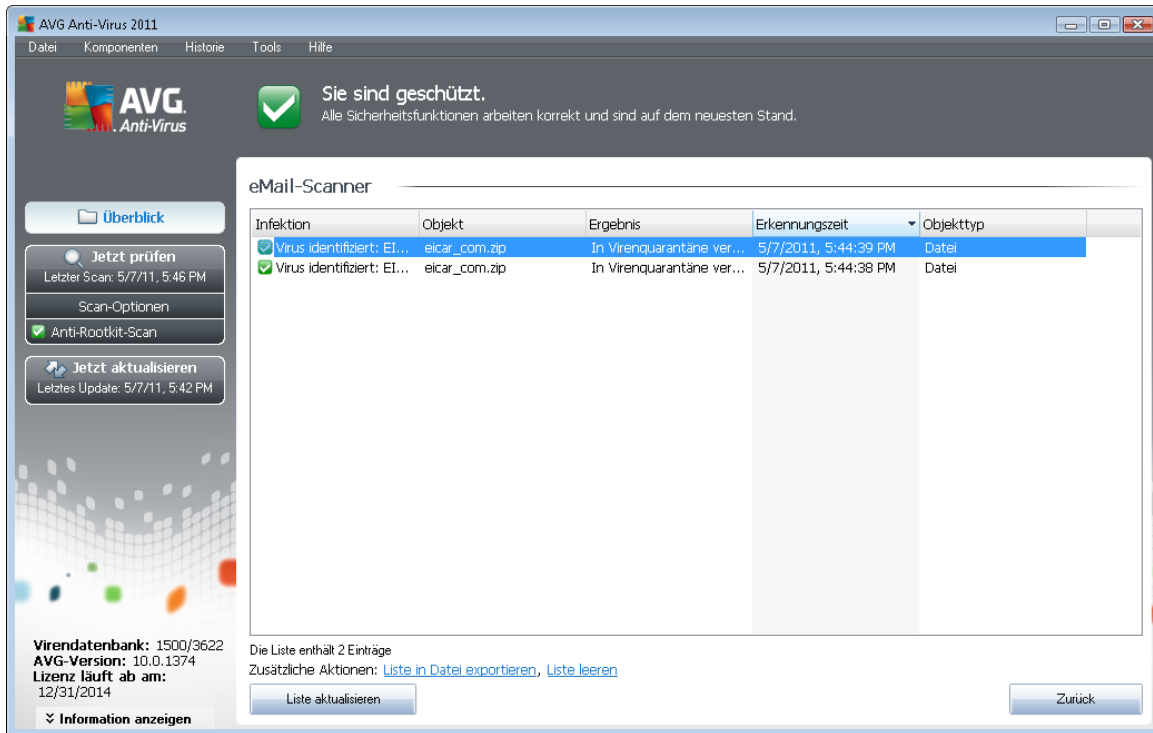 AVG Anti-Virus 2011
Datei Komponenten Historie Tools Hilfe
AVG.
Anti-Virus
Sie sind geschützt.
Alle Sicherheitsfunktionen arbeiten korrekt und sind auf dem neuesten Stand.
Überblick
Jetzt prüfen
Letzter Scan: 5/7/11, 5:46 PM
Scan-Optionen
Anti-Rootkit-Scan
Jetzt aktualisieren
Letztes Update: 5/7/11, 5:42 PM
Virendatenbank: 1500/3622
AVG-Version: 10.0.1374
Lizenz läuft ab am:
12/31/2014
Information anzeigen
eMail-Scanner
Infektion Objekt Ergebnis Erkennungszeit Objekttyp
Virus identifiziert: EI... eicar_com.zip In Virenquarantäne ver... 5/7/2011, 5:44:39 PM Datei
Virus identifiziert: EI... eicar_com.zip In Virenquarantäne ver... 5/7/2011, 5:44:38 PM Datei
Die Liste enthält 2 Einträge
Zusätzliche Aktionen: Liste in Datei exportieren, Liste leeren
Liste aktualisieren Zurück